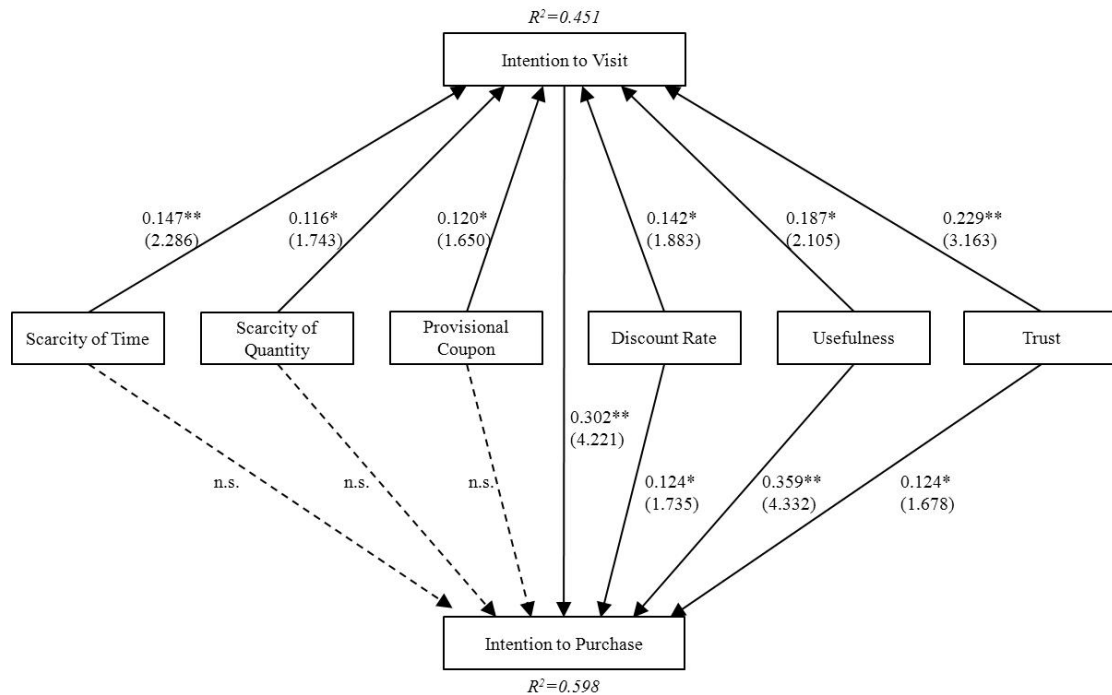 R²=0.451
Intention to Visit
0.147**
(2.286)
0.116*
(1.743)
0.120*
(1.650)
0.142*
(1.883)
0.187*
(2.105)
0.229**
(3.163)
Scarcity of Time
Scarcity of
Quantity
Provisional
Coupon
Discount Rate
Usefulness
Trust
0.302**
(4.221)
n.s.
n.s.
n.s.
0.124*
(1.735)
0.359**
(4.332)
0.124*
(1.678)
Intention to Purchase
R²=0.598